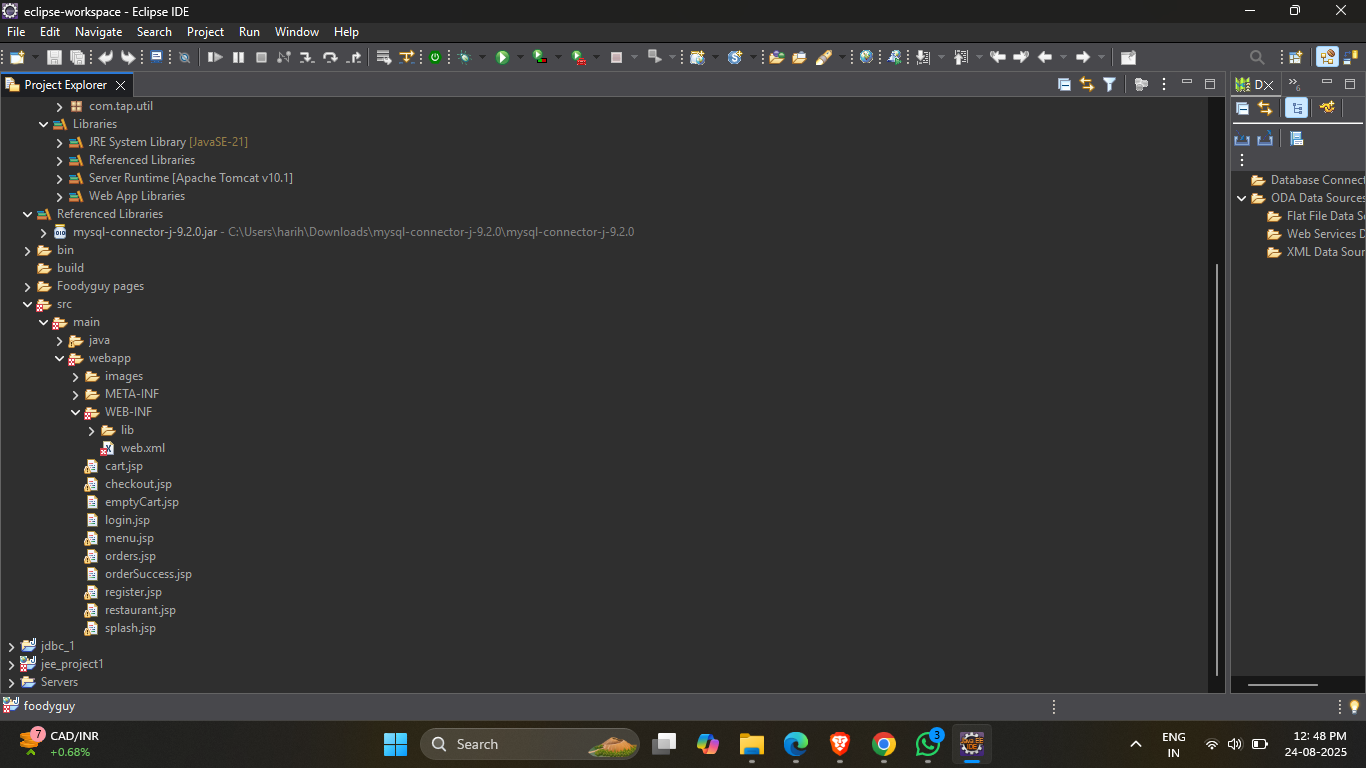 eclipse-workspace - Eclipse IDE
File Edit Navigate Search Project Run Window Help
Project Explorer
com.tap.util
Libraries
JRE System Library [JavaSE-21]
Referenced Libraries
Server Runtime [Apache Tomcat v10.1]
Web App Libraries
Referenced Libraries
mysql-connector-j-9.2.0.jar - C:\Users\harih\Downloads\mysql-connector-j-9.2.0\mysql-connector-j-9.2.0
bin
build
Foodyguy pages
src
main
java
webapp
images
META-INF
WEB-INF
lib
web.xml
cart.jsp
checkout.jsp
emptyCart.jsp
login.jsp
menu.jsp
orders.jsp
orderSuccess.jsp
register.jsp
restaurant.jsp
splash.jsp
jdbc_1
jee_project1
Servers
D
6
Database Connect
ODA Data Sources
Flat File Data S
Web Services D
XML Data Sour
foodyguy
7
CAD/INR
+0.68%
Search
3
ENG
IN
12: 48 PM
24-08-2025